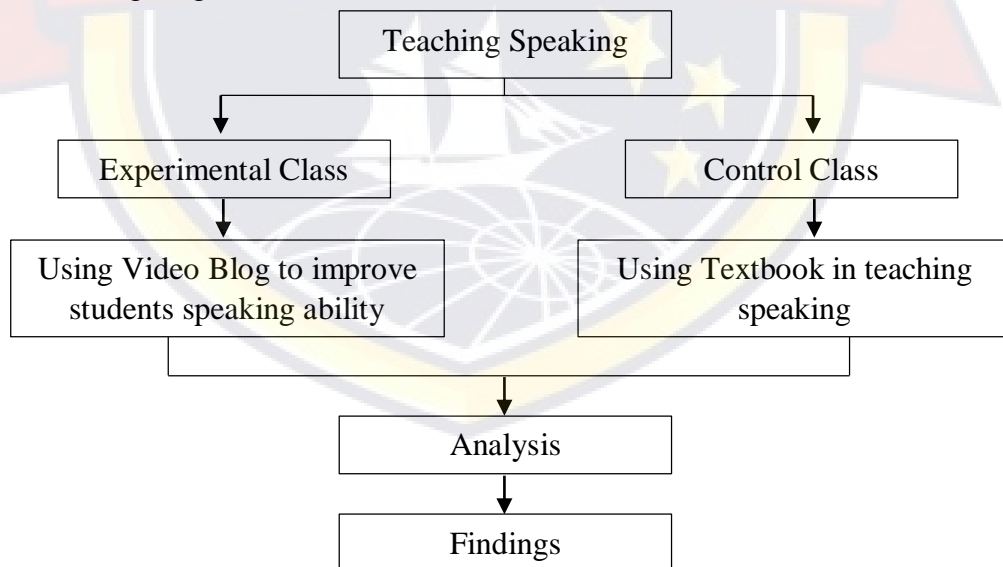 Teaching Speaking
Experimental Class
Control Class
Using Video Blog to improve
students speaking ability
Using Textbook in teaching
speaking
Analysis
Findings